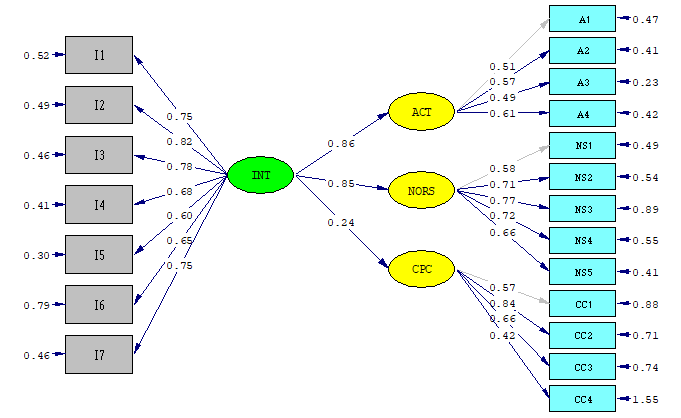 0.52 I1
0.49 I2
0.46 I3
0.41 I4
0.30 I5
0.79 I6
0.46 I7
0.75
0.82
0.78
0.68
0.60
0.65
0.75
INT
0.86
0.85
0.24
ACT
NORS
CPC
0.51
0.57
0.49
0.61
0.58
0.71
0.77
0.72
0.66
0.57
0.84
0.66
0.42
A1 0.47
A2 0.41
A3 0.23
A4 0.42
NS1 0.49
NS2 0.54
NS3 0.89
NS4 0.55
NS5 0.41
CC1 0.88
CC2 0.71
CC3 0.74
CC4 1.55